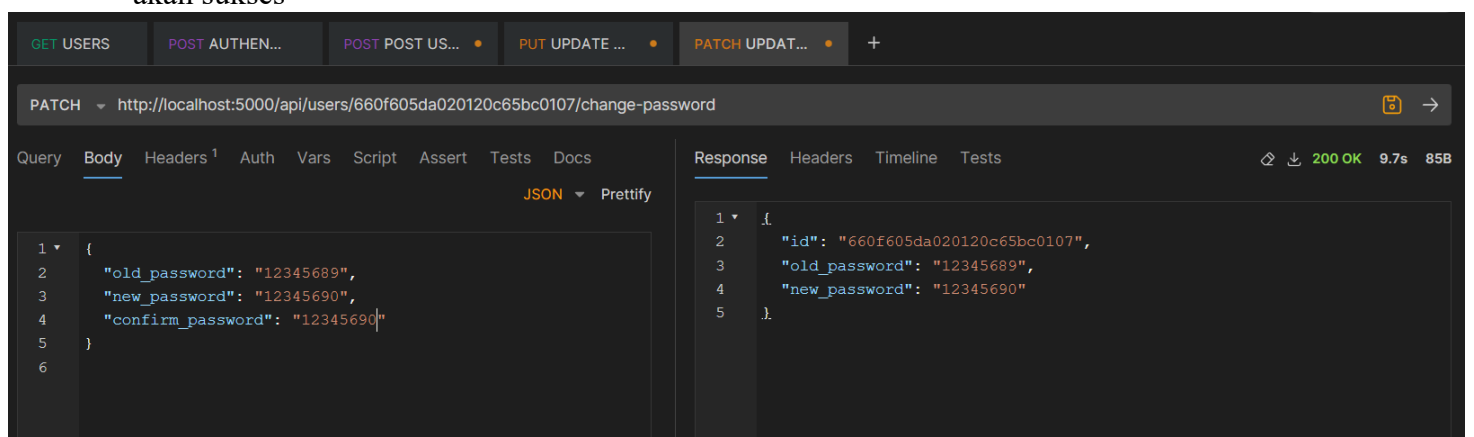 akan sukses
GET USERS POST AUTHEN... POST POST US... PUT UPDATE ... PATCH UPDAT... +
PATCH http://localhost:5000/api/users/660f605da020120c65bc0107/change-password
Query Body Headers 1 Auth Vars Script Assert Tests Docs
JSON Prettify
1 {
2 "old_password": "12345689",
3 "new_password": "12345690",
4 "confirm_password": "12345690"
5 }
6
Response Headers Timeline Tests 200 OK 9.7s 85B
1 {
2 "id": "660f605da020120c65bc0107",
3 "old_password": "12345689",
4 "new_password": "12345690"
5 }